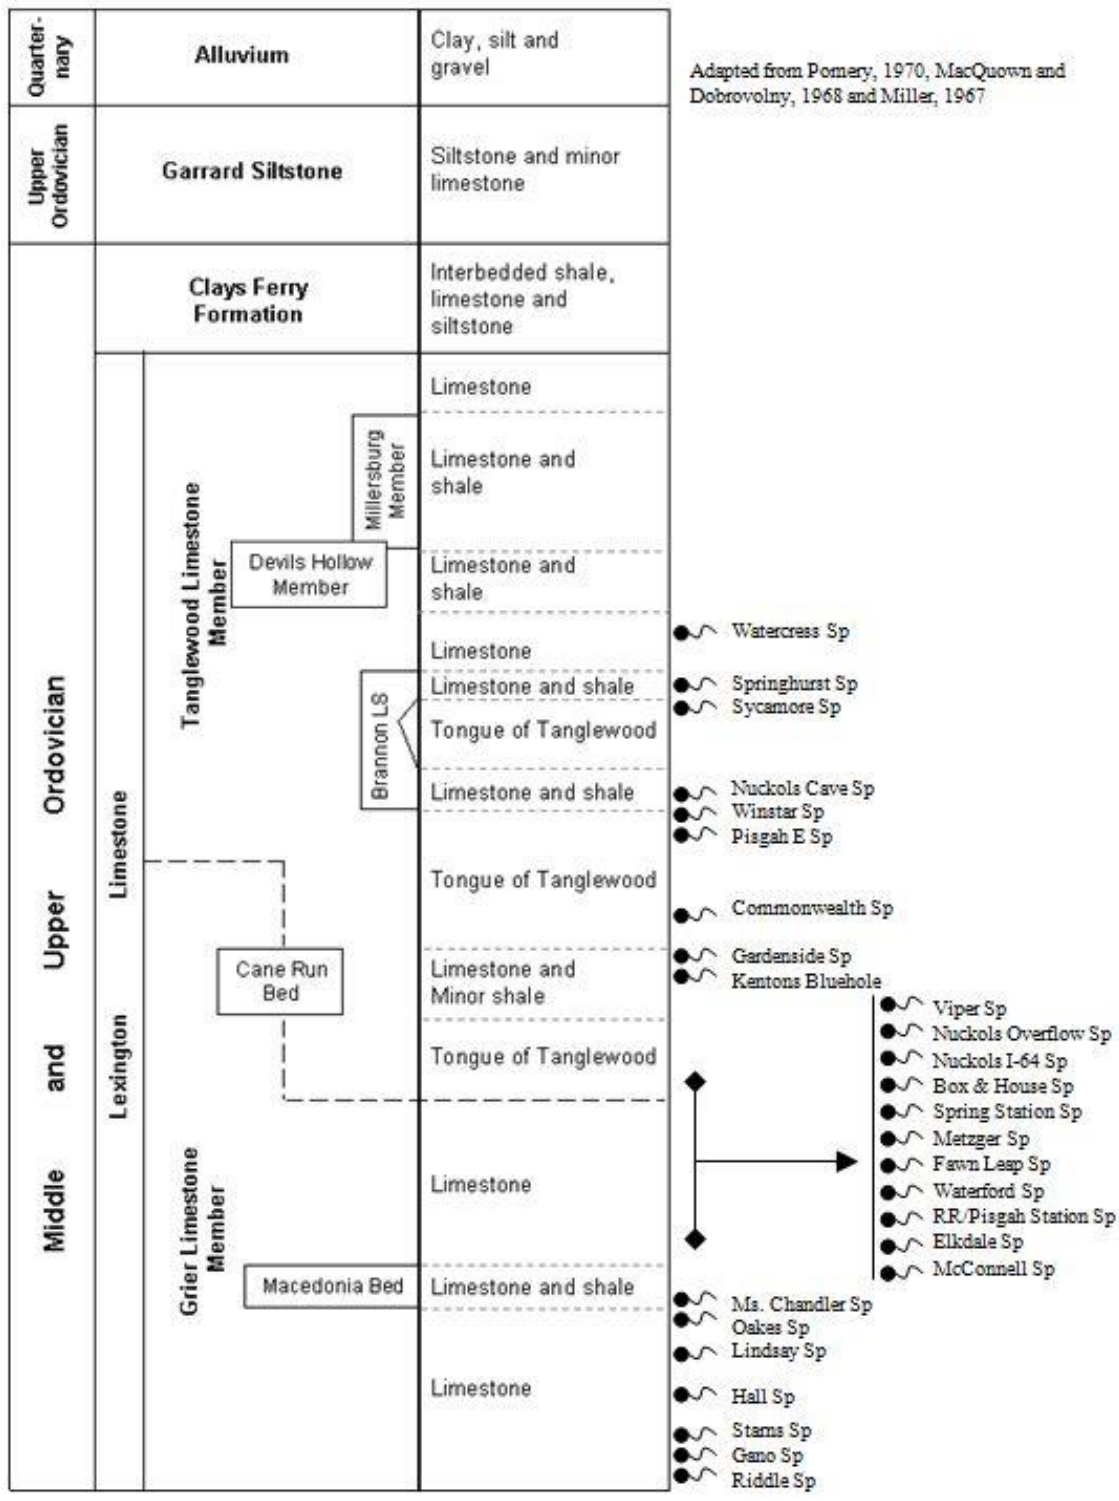 Quarter-
nary
Alluvium
Clay, silt and
gravel
Adapted from Pomery, 1970, MacQuown and
Dobrovolny, 1968 and Miller, 1967
Upper
Ordovician
Garrard Siltstone
Siltstone and minor
limestone
Middle and Upper Ordovician
Clays Ferry
Formation
Interbedded shale,
limestone and
siltstone
Lexington Limestone
Tanglewood Limestone
Member
Limestone
Millersburg
Member
Limestone and
shale
Devils Hollow
Member
Limestone and
shale
Limestone
Watercress Sp
Brannon LS
Limestone and shale
Springhurst Sp
Sycamore Sp
Tongue of Tanglewood
Limestone and shale
Nuckols Cave Sp
Winstar Sp
Pisgah E Sp
Tongue of Tanglewood
Commonwealth Sp
Cane Run
Bed
Limestone and
Minor shale
Gardenside Sp
Kentons Bluehole
Tongue of Tanglewood
Viper Sp
Nuckols Overflow Sp
Nuckols I-64 Sp
Box & House Sp
Spring Station Sp
Metzger Sp
Fawn Leap Sp
Waterford Sp
RR/Pisgah Station Sp
Elkdale Sp
McConnell Sp
Grier Limestone
Member
Limestone
Macedonia Bed
Limestone and shale
Ms. Chandler Sp
Oakes Sp
Lindsay Sp
Limestone
Hall Sp
Stams Sp
Gano Sp
Riddle Sp